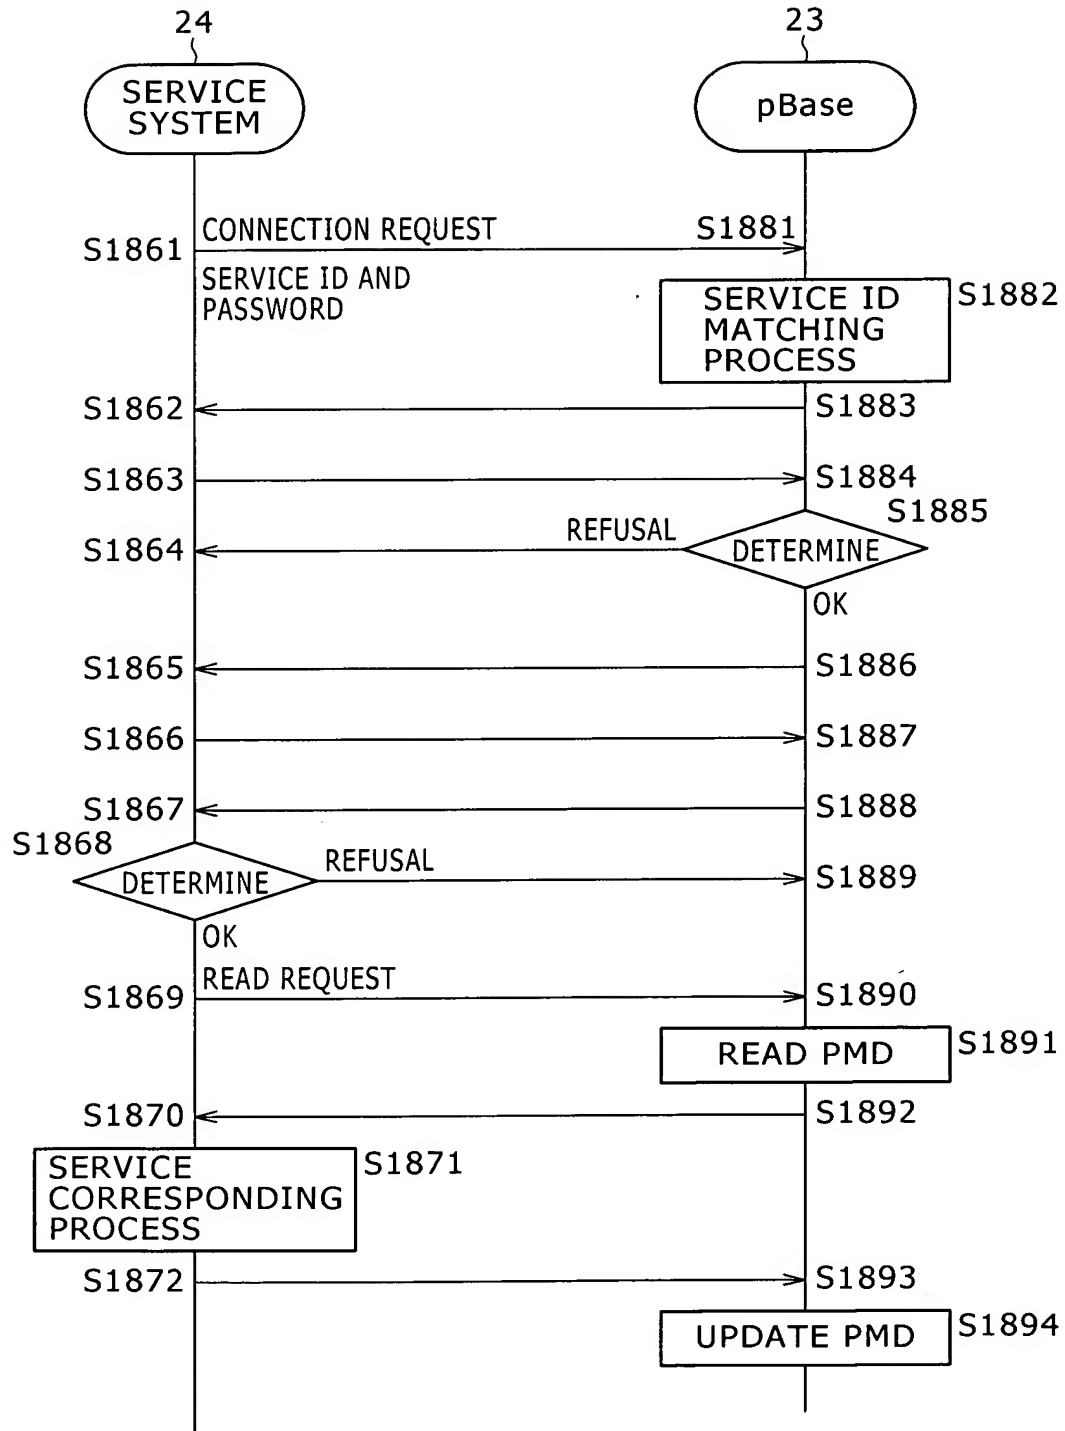 24
23
SERVICE
SYSTEM
pBase
CONNECTION REQUEST
S1881
S1861
SERVICE ID AND
PASSWORD
SERVICE ID
MATCHING
PROCESS
S1882
S1862
S1883
S1863
S1884
S1885
REFUSAL
DETERMINE
S1864
OK
S1865
S1886
S1866
S1887
S1867
S1888
S1868
REFUSAL
DETERMINE
S1889
OK
READ REQUEST
S1869
S1890
READ PMD
S1891
S1870
S1892
SERVICE
CORRESPONDING
PROCESS
S1871
S1872
S1893
UPDATE PMD
S1894